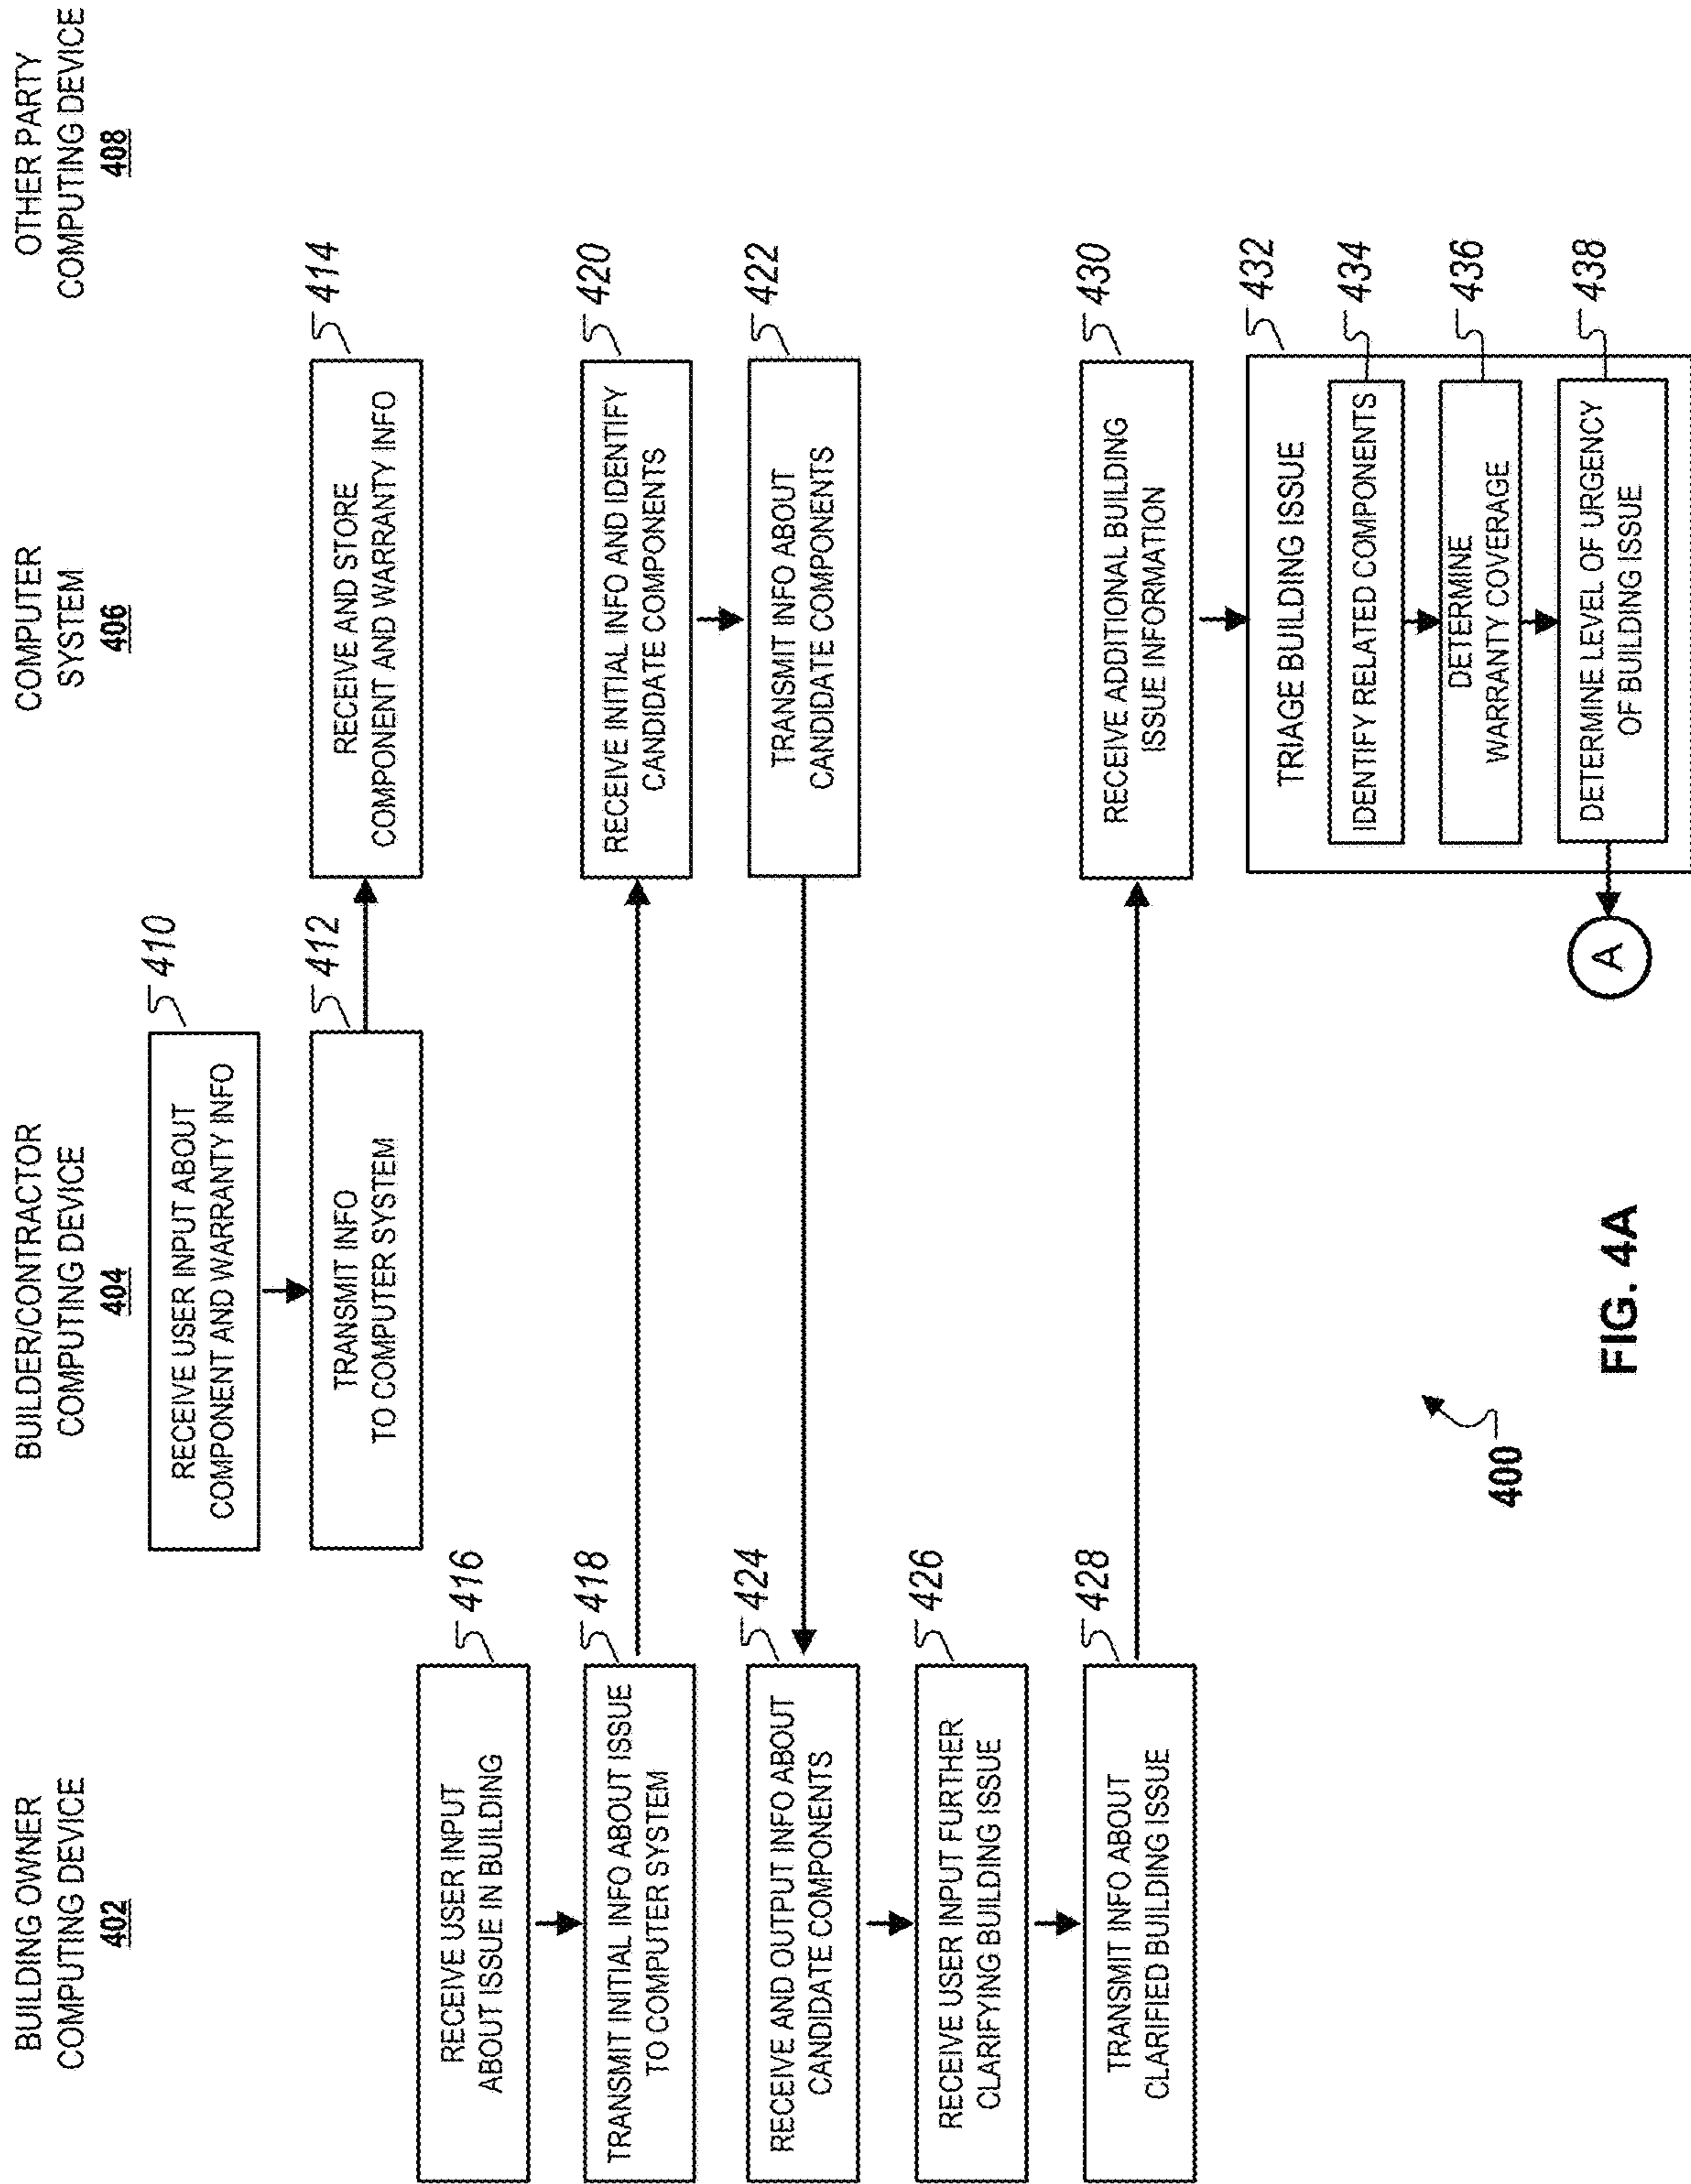 BUILDING OWNER
COMPUTING DEVICE
402
BUILDER/CONTRACTOR
COMPUTING DEVICE
404
COMPUTER
SYSTEM
406
OTHER PARTY
COMPUTING DEVICE
408
410
RECEIVE USER INPUT ABOUT
COMPONENT AND WARRANTY INFO
412
TRANSMIT INFO
TO COMPUTER SYSTEM
414
RECEIVE AND STORE
COMPONENT AND WARRANTY INFO
416
RECEIVE USER INPUT
ABOUT ISSUE IN BUILDING
418
TRANSMIT INITIAL INFO ABOUT ISSUE
TO COMPUTER SYSTEM
420
RECEIVE INITIAL INFO AND IDENTIFY
CANDIDATE COMPONENTS
422
TRANSMIT INFO ABOUT
CANDIDATE COMPONENTS
424
RECEIVE AND OUTPUT INFO ABOUT
CANDIDATE COMPONENTS
426
RECEIVE USER INPUT FURTHER
CLARIFYING BUILDING ISSUE
428
TRANSMIT INFO ABOUT
CLARIFIED BUILDING ISSUE
430
RECEIVE ADDITIONAL BUILDING
ISSUE INFORMATION
432
TRIAGE BUILDING ISSUE
434
IDENTIFY RELATED COMPONENTS
436
DETERMINE
WARRANTY COVERAGE
438
DETERMINE LEVEL OF URGENCY
OF BUILDING ISSUE
A
400
FIG. 4A